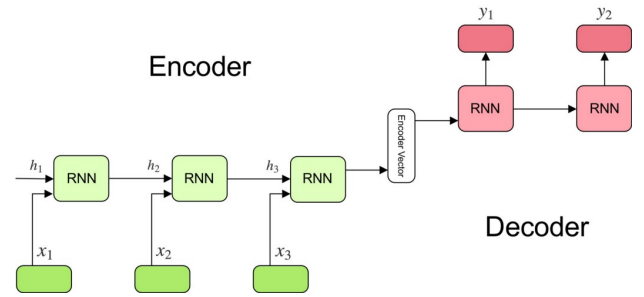 y₁
y₂
Encoder
RNN
RNN
Encoder Vector
h₁
h₂
h₃
RNN
RNN
RNN
x₁
x₂
x₃
Decoder